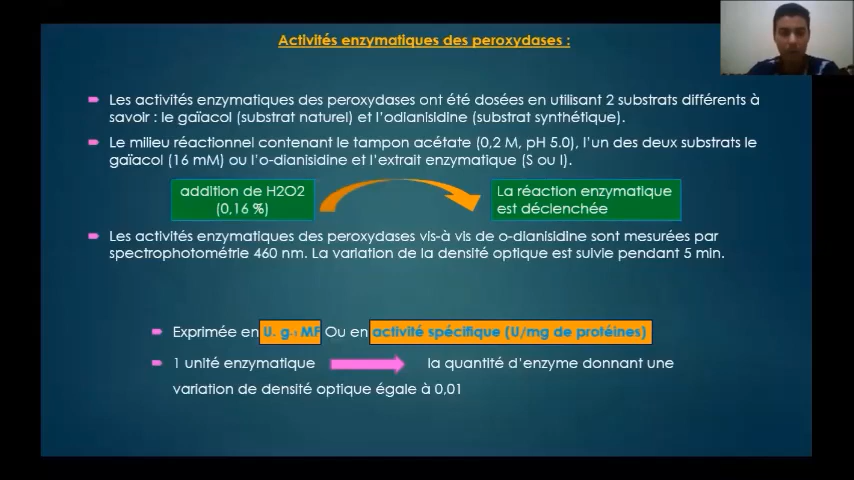 Activités enzymatiques des peroxydases :
Les activités enzymatiques des peroxydases ont été dosées en utilisant 2 substrats différents à
savoir : le gaïacol (substrat naturel) et l'odianisidine (substrat synthétique).
Le milieu réactionnel contenant le tampon acétate (0,2 M, pH 5.0), l'un des deux substrats le
gaïacol (16 mM) ou l'o-dianisidine et l'extrait enzymatique (S ou I).
addition de H2O2
(0,16 %)
La réaction enzymatique
est déclenchée
Les activités enzymatiques des peroxydases vis-à vis de o-dianisidine sont mesurées par
spectrophotométrie 460 nm. La variation de la densité optique est suivie pendant 5 min.
Exprimée en U. g-1 MF Ou en activité spécifique (U/mg de protéines)
1 unité enzymatique la quantité d'enzyme donnant une
variation de densité optique égale à 0,01